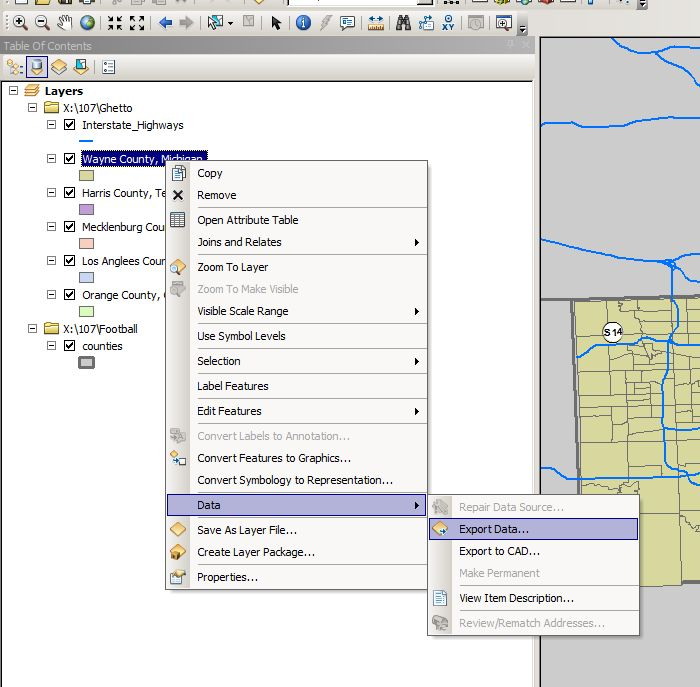 Table Of Contents
Layers
X:\107\Ghetto
Interstate_Highways
Wayne County, Michigan
Harris County, Te
Mecklenburg Cou
Los Anglees Cour
Orange County,
X:\107\Football
counties
Copy
Remove
Open Attribute Table
Joins and Relates
Zoom To Layer
Zoom To Make Visible
Visible Scale Range
Use Symbol Levels
Selection
Label Features
Edit Features
Convert Labels to Annotation...
Convert Features to Graphics...
Convert Symbology to Representation...
Data
Save As Layer File...
Create Layer Package...
Properties...
Repair Data Source...
Export Data...
Export to CAD...
Make Permanent
View Item Description...
Review/Rematch Addresses...
S14